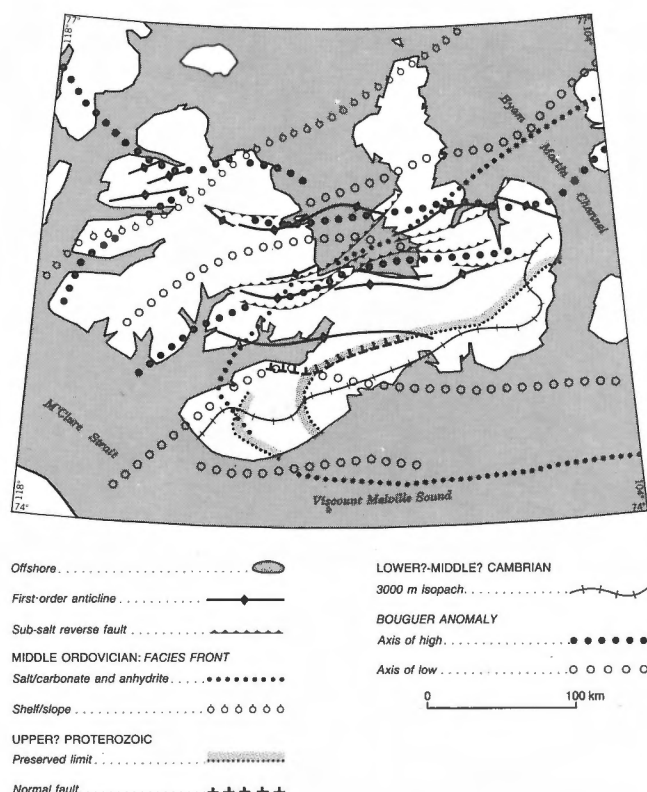 118°
77°
77°
104°
Byam
Martin
Channel
M'Clure Strait
118°
74°
Viscount Melville Sound
104°
74°
Offshore
First-order anticline
Sub-salt reverse fault
MIDDLE ORDOVICIAN: FACIES FRONT
Salt/carbonate and anhydrite
Shelf/slope
UPPER? PROTEROZOIC
Preserved limit
Normal fault
LOWER?-MIDDLE? CAMBRIAN
3000 m Isopach
BOUGUER ANOMALY
Axis of high
Axis of low
0
100 km